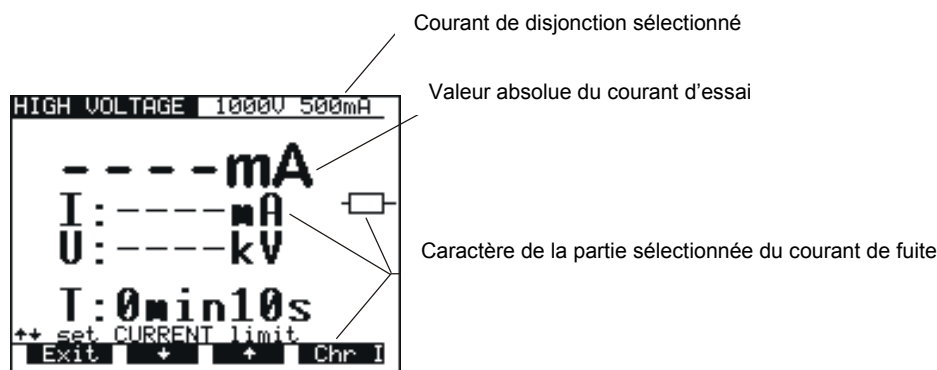 Courant de disjonction sélectionné
Valeur absolue du courant d'essai
HIGH VOLTAGE 1000V 500mA
----mA
I:----mA
U:----kV
Caractère de la partie sélectionnée du courant de fuite
T:0min10s
↑↓ set CURRENT limit
Exit ↓ ↑ Chr I